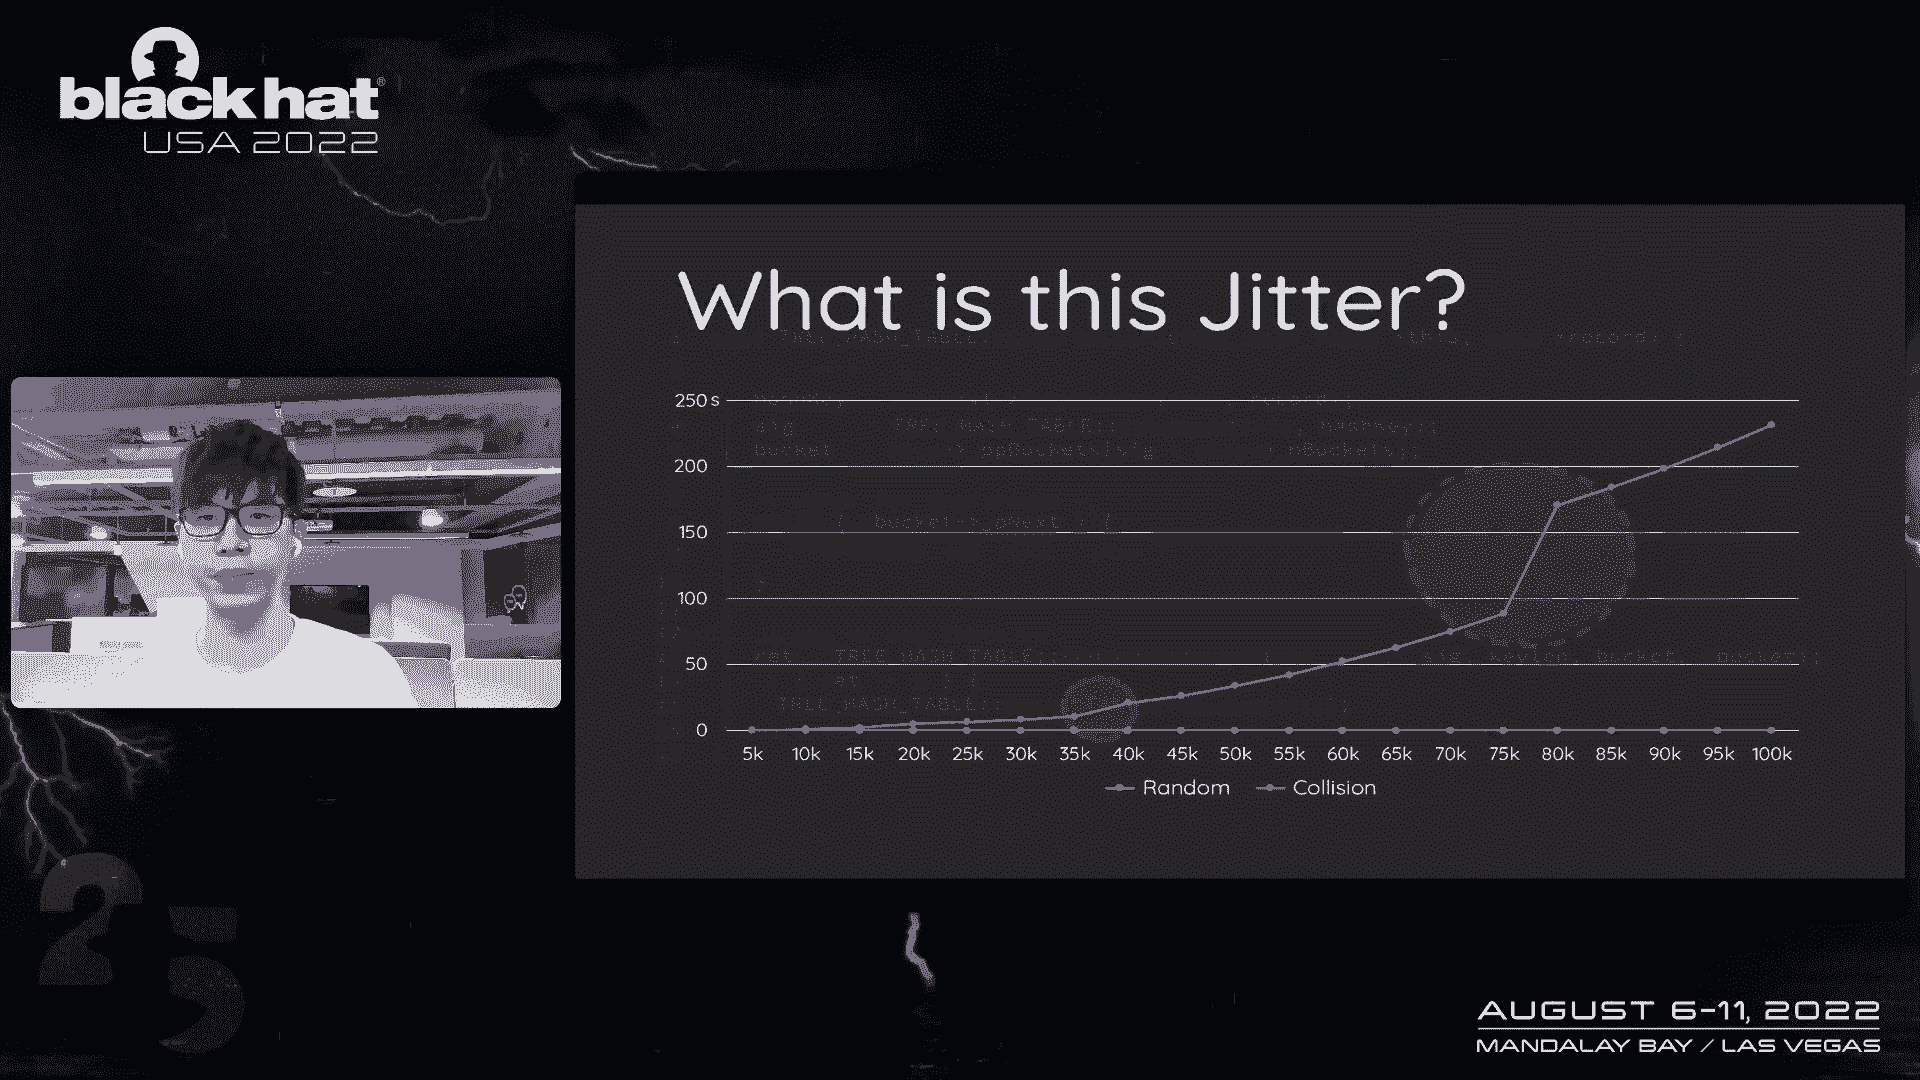 blackhat®
USA 2022
What is this Jitter?
250 s
200
150
100
50
0
5k 10k 15k 20k 25k 30k 35k 40k 45k 50k 55k 60k 65k 70k 75k 80k 85k 90k 95k 100k
Random Collision
25
AUGUST 6-11, 2022
MANDALAY BAY / LAS VEGAS